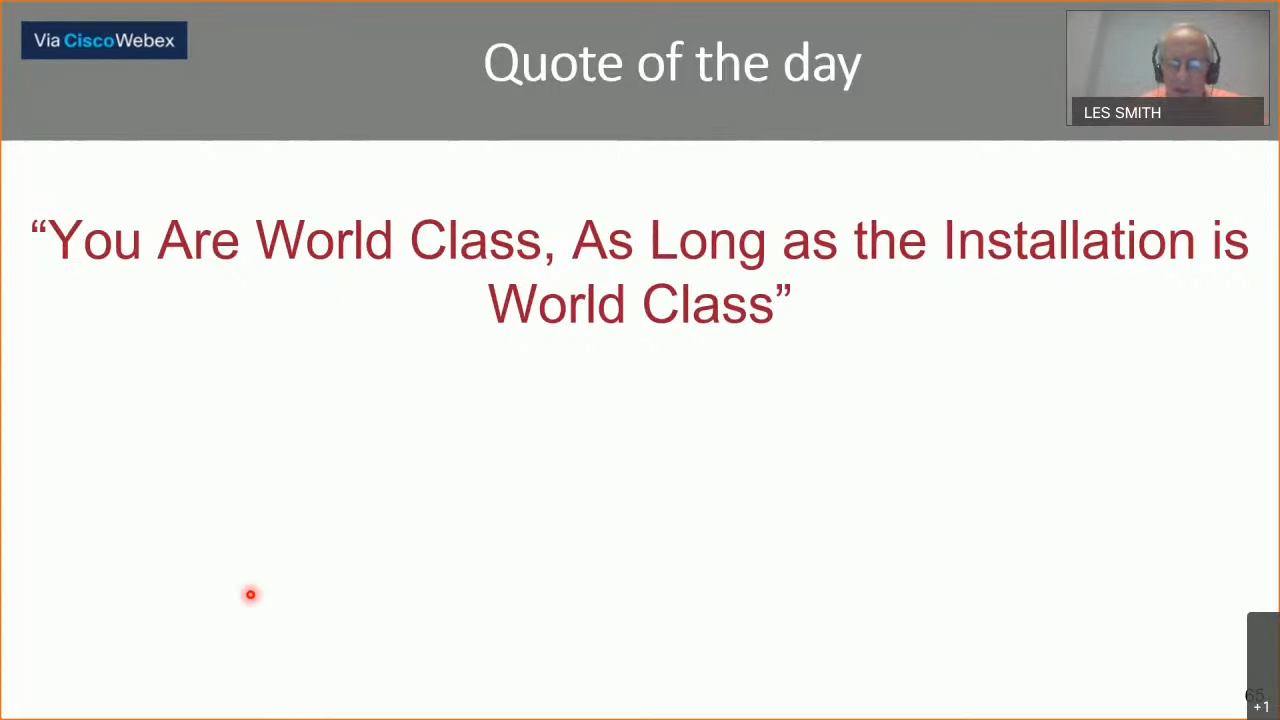 Via CiscoWebex
Quote of the day
LES SMITH
“You Are World Class, As Long as the Installation is
World Class”
65
+1